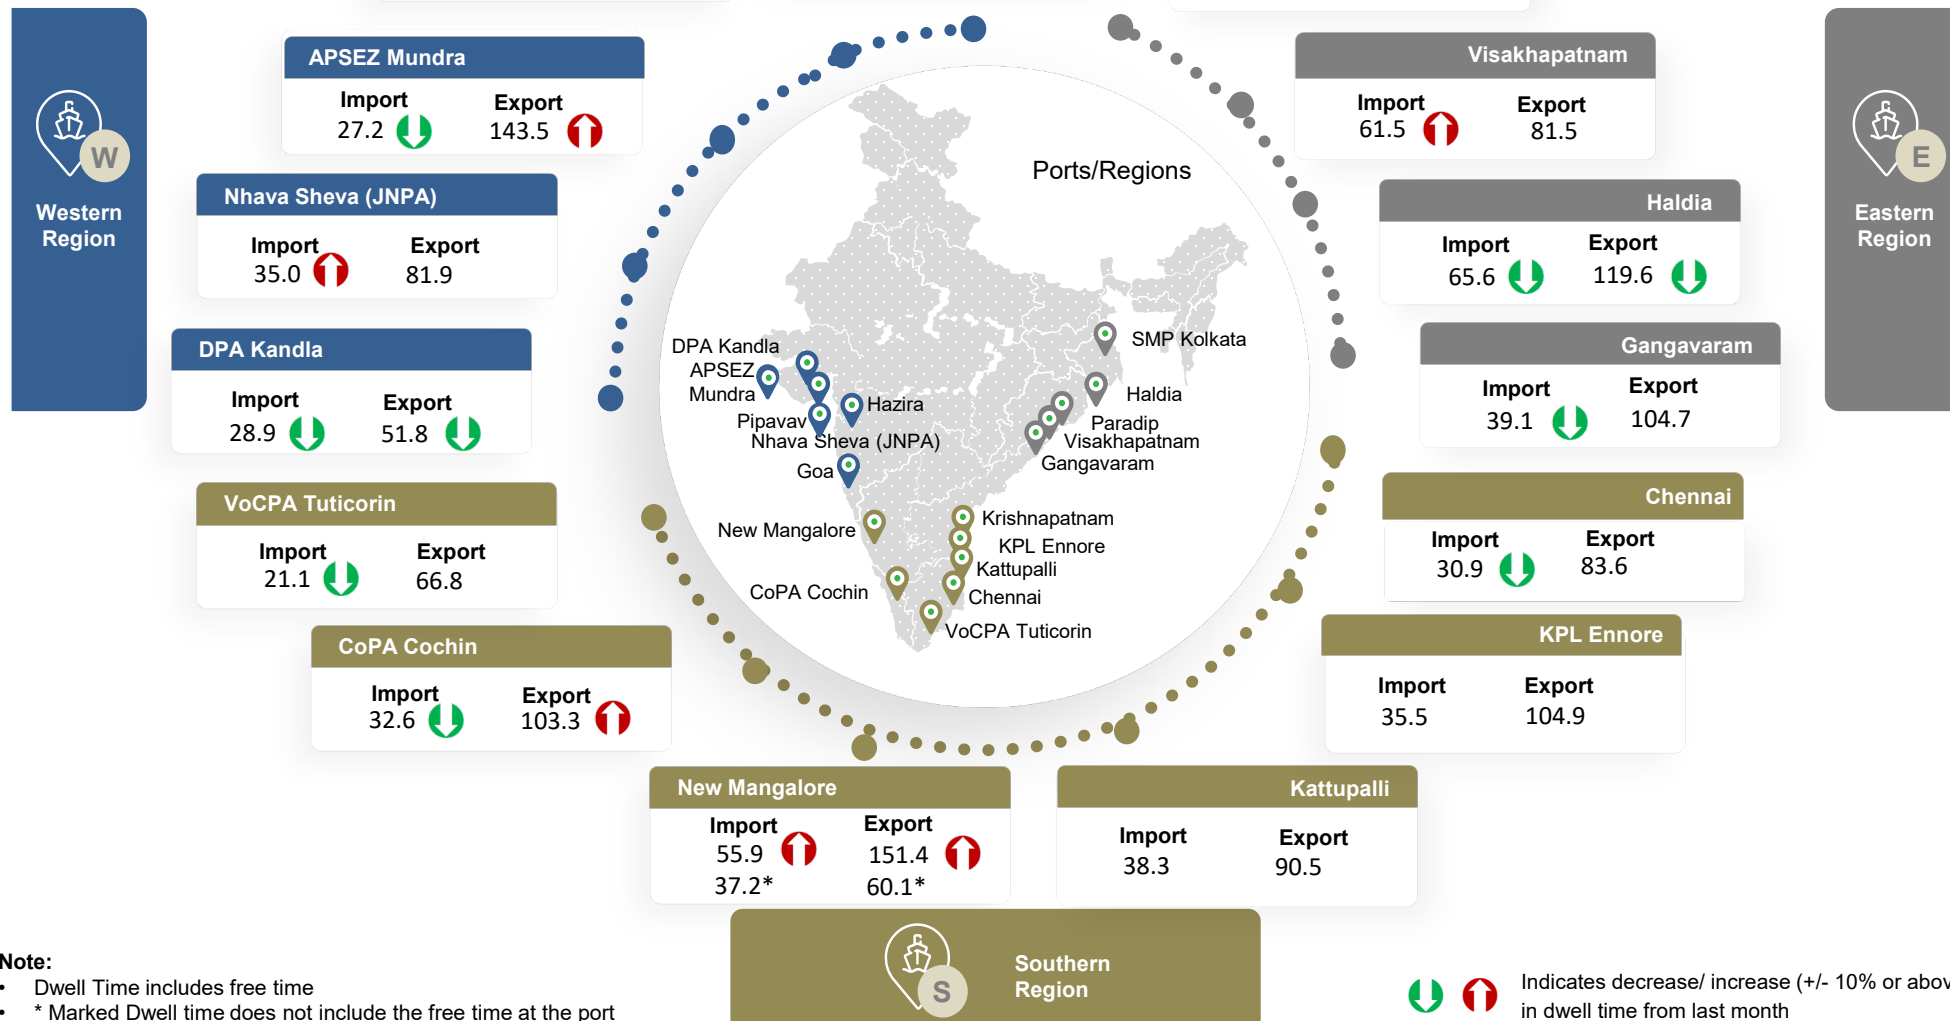 W
Western
Region
APSEZ Mundra
Import
Export
27.2
143.5
Nhava Sheva (JNPA)
Import
Export
35.0
81.9
DPA Kandla
Import
Export
28.9
51.8
VoCPA Tuticorin
Import
Export
21.1
66.8
CoPA Cochin
Import
Export
32.6
103.3
New Mangalore
Import
Export
55.9
151.4
37.2*
60.1*
Ports/Regions
DPA Kandla
APSEZ
Mundra
Pipavav
Hazira
Nhava Sheva (JNPA)
Goa
New Mangalore
CoPA Cochin
SMP Kolkata
Haldia
Paradip
Visakhapatnam
Gangavaram
Krishnapatnam
KPL Ennore
Kattupalli
Chennai
VoCPA Tuticorin
Visakhapatnam
Import
Export
61.5
81.5
Haldia
Import
Export
65.6
119.6
Gangavaram
Import
Export
39.1
104.7
Chennai
Import
Export
30.9
83.6
KPL Ennore
Import
Export
35.5
104.9
Kattupalli
Import
Export
38.3
90.5
E
Eastern
Region
S
Southern
Region
Note:
• Dwell Time includes free time
• * Marked Dwell time does not include the free time at the port
Indicates decrease/ increase (+/- 10% or abov
in dwell time from last month